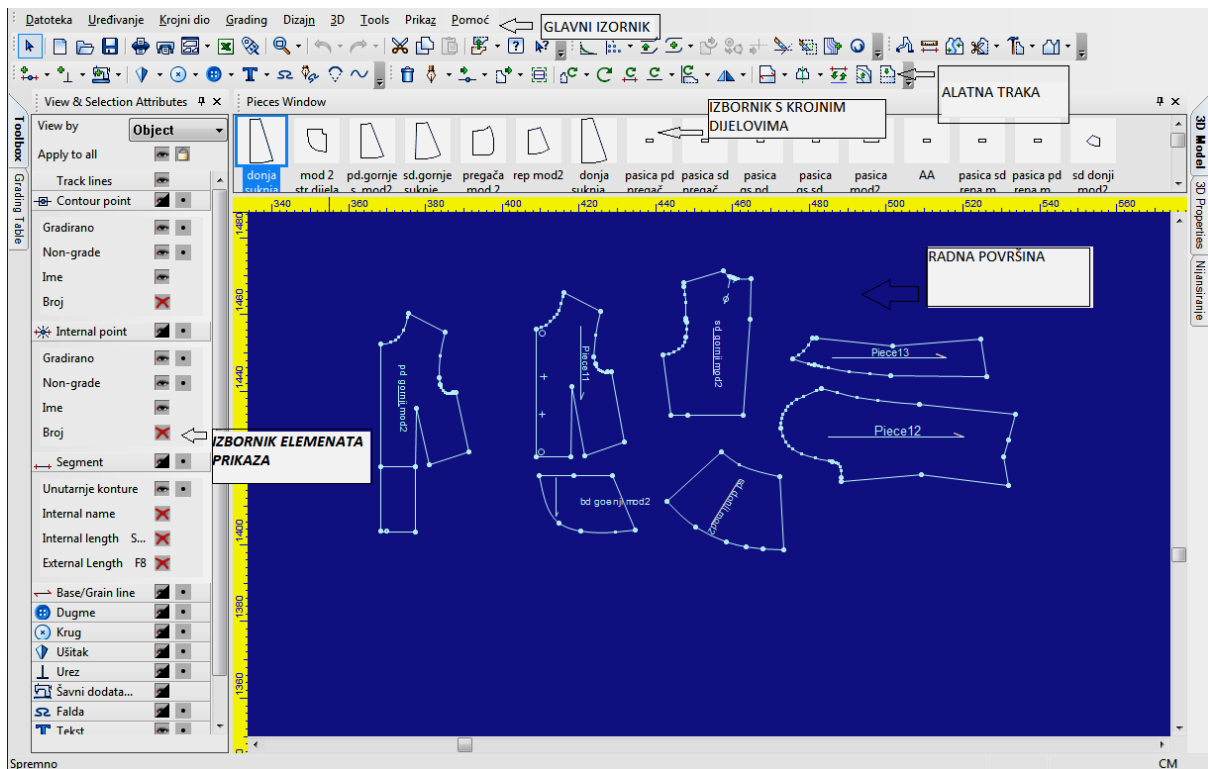 Datoteka Uređivanje Krojni dio Grading Dizajn 3D Tools Prikaz Pomoć
GLAVNI IZORNIK
ALATNA TRAKA
View & Selection Attributes
Pieces Window
IZBORNIK S KROJNIM
DIJELOVIMA
Toolbox
Grading Table
View by Object
Apply to all
Track lines
Contour point
Gradirano
Non-grade
Ime
Broj
Internal point
Gradirano
Non-grade
Ime
Broj
Segment
Unutarnje konture
Internal name
Internal length S...
External Length F8
Base/Grain line
Dugme
Krug
Ušitak
Urez
Šavni dodata...
Falda
Tekst
IZBORNIK ELEMENATA
PRIKAZA
donja mod 2 pd.gornje sd.gornje pregača rep mod2 donja pasica pd pasica sd pasica pasica pasica AA pasica sd pasica pd sd donji
suknja str.dijela s. mod2 suknje mod 2 suknja pregač pregač gs pd gs sd mod2 repa m repa m mod2
340 360 380 400 420 440 460 480 500 520 540 560
1480
1460
1440
1400
1380
1360
RADNA POVRŠINA
pd gornji mod2
Piece11
sd gornji mod2
Piece13
Piece12
bd goenji mod2
sd donji mod2
3D Model
3D Properties
Nijansiranje
Spremno
CM